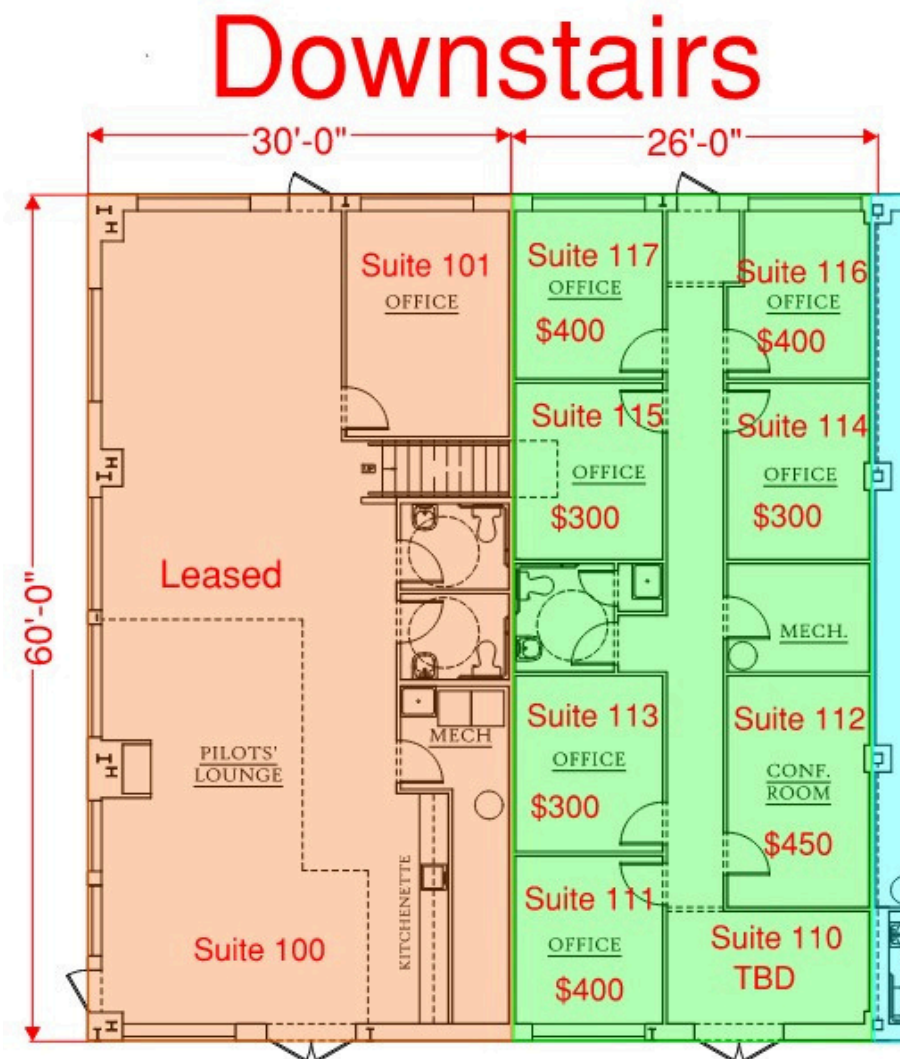 Downstairs
30'-0"
26'-0"
60'-0"
Suite 101
OFFICE
UP
Leased
PILOTS'
LOUNGE
MECH
KITCHENETTE
Suite 100
Suite 117
OFFICE
$400
Suite 116
OFFICE
$400
Suite 115
OFFICE
$300
Suite 114
OFFICE
$300
MECH.
Suite 113
OFFICE
$300
Suite 112
CONF.
ROOM
$450
Suite 111
OFFICE
$400
Suite 110
TBD